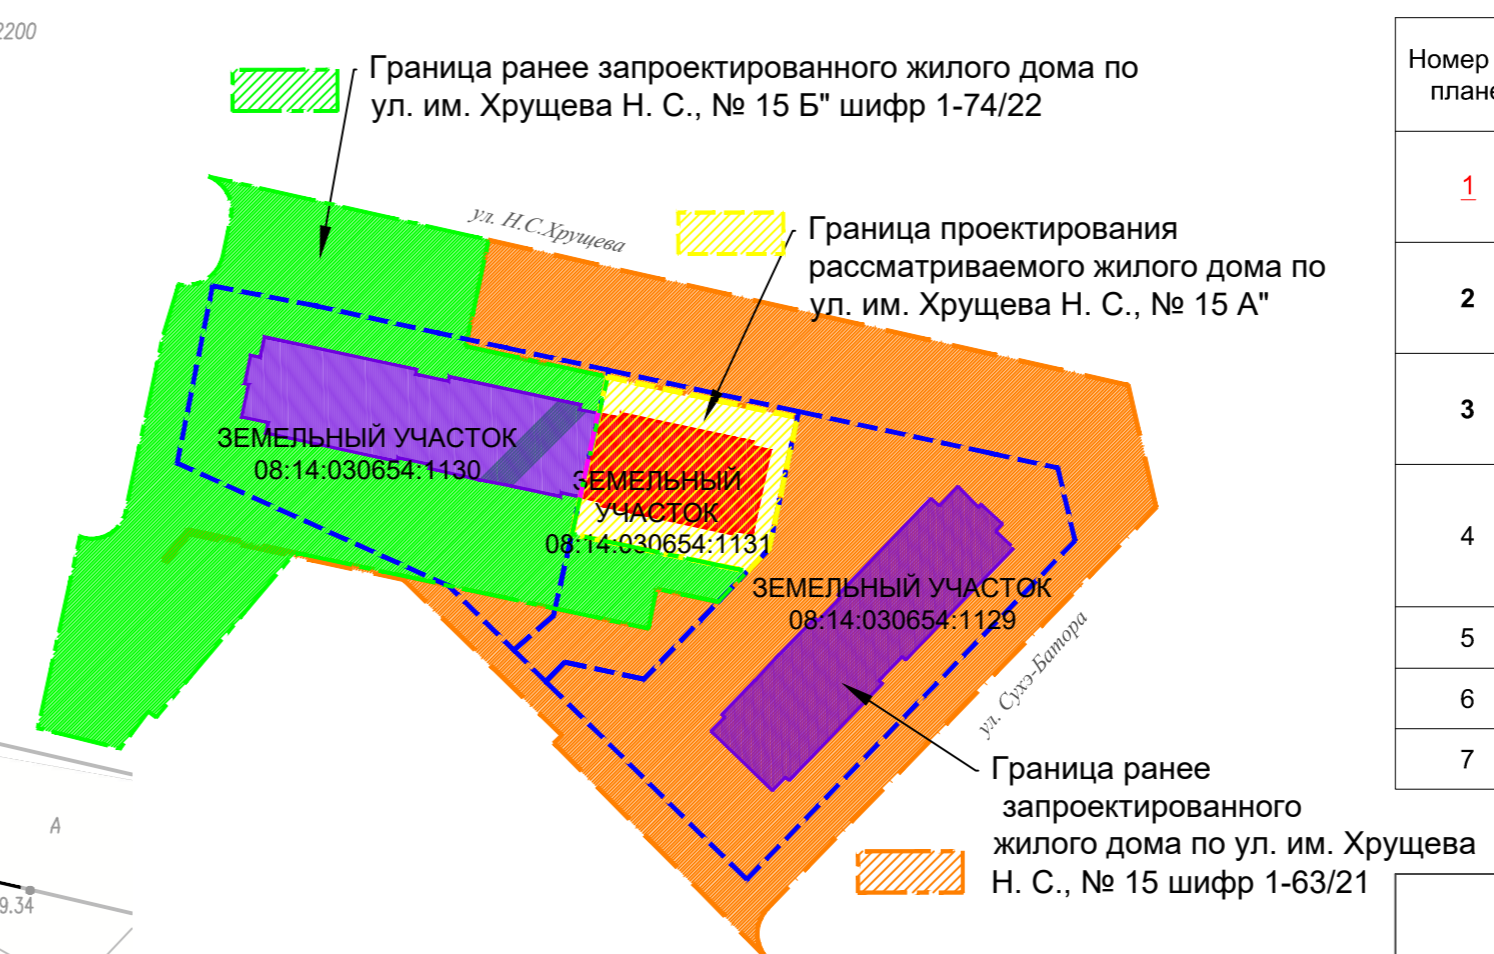 2200
Граница ранее запроектированного жилого дома по
ул. им. Хрущева Н. С., № 15 Б" шифр 1-74/22
ул. Н.С.Хрущева
Граница проектирования
рассматриваемого жилого дома по
ул. им. Хрущева Н. С., № 15 А"
ЗЕМЕЛЬНЫЙ УЧАСТОК
08:14:030654:1130
ЗЕМЕЛЬНЫЙ
УЧАСТОК
08:14:030654:1131
ЗЕМЕЛЬНЫЙ УЧАСТОК
08:14:030654:1129
ул. Сухэ-Батора
Граница ранее
запроектированного
жилого дома по ул. им. Хрущева
Н. С., № 15 шифр 1-63/21
А
9.34
Номер
плане
1
2
3
4
5
6
7